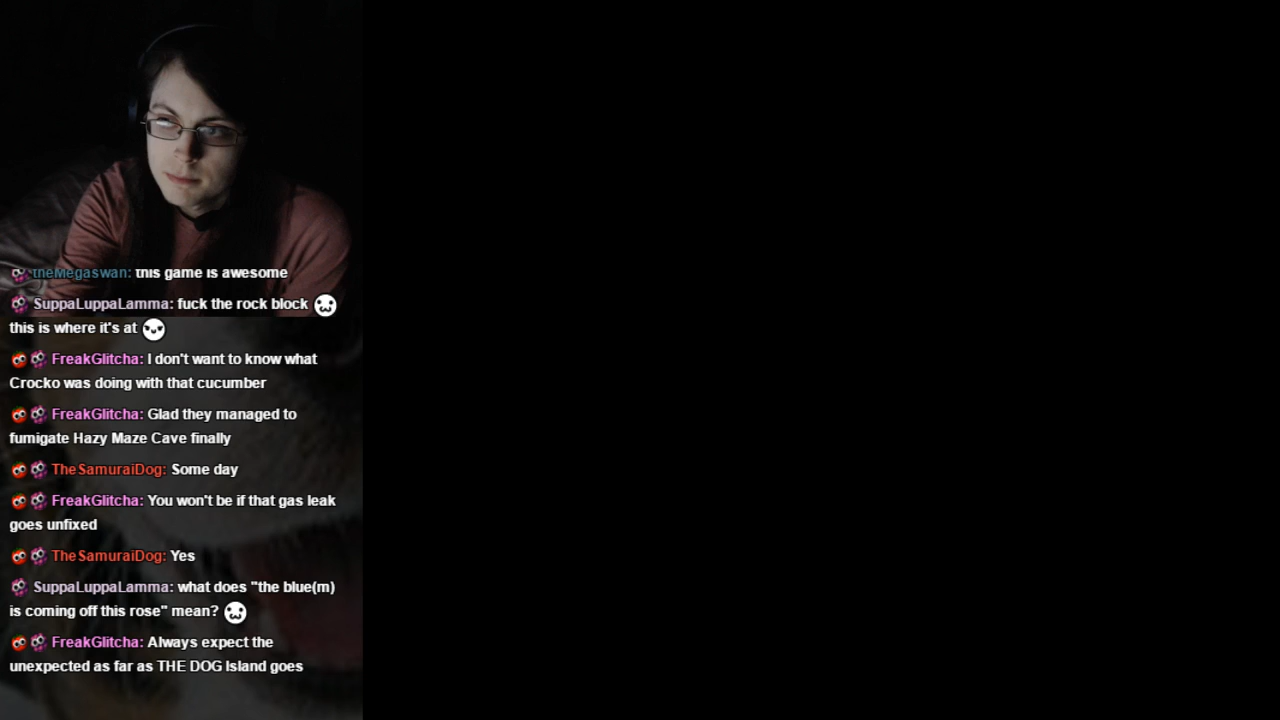 theMegaswan: this game is awesome
SuppaLuppaLamma: fuck the rock block
this is where it's at
FreakGlitcha: I don't want to know what
Crocko was doing with that cucumber
FreakGlitcha: Glad they managed to
fumigate Hazy Maze Cave finally
TheSamuraiDog: Some day
FreakGlitcha: You won't be if that gas leak
goes unfixed
TheSamuraiDog: Yes
SuppaLuppaLamma: what does "the blue(m)
is coming off this rose" mean?
FreakGlitcha: Always expect the
unexpected as far as THE DOG Island goes